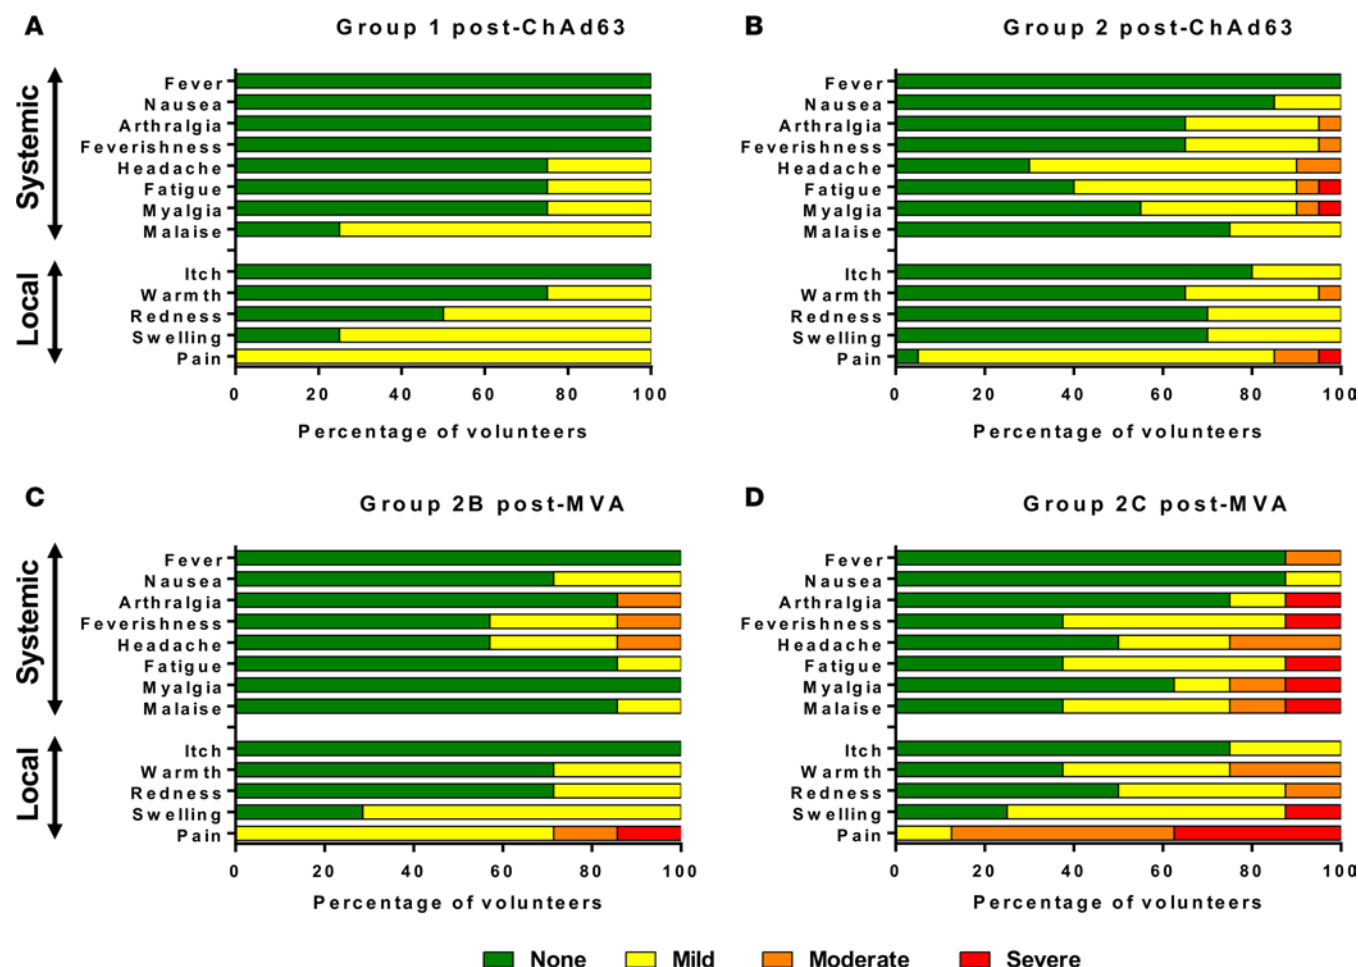 A
Group 1 post-ChAd63
Systemic
Fever
Nausea
Arthralgia
Feverishness
Headache
Fatigue
Myalgia
Malaise
Local
Itch
Warmth
Redness
Swelling
Pain
0 20 40 60 80 100
Percentage of volunteers
B
Group 2 post-ChAd63
Fever
Nausea
Arthralgia
Feverishness
Headache
Fatigue
Myalgia
Malaise
Itch
Warmth
Redness
Swelling
Pain
0 20 40 60 80 100
Percentage of volunteers
C
Group 2B post-MVA
Systemic
Fever
Nausea
Arthralgia
Feverishness
Headache
Fatigue
Myalgia
Malaise
Local
Itch
Warmth
Redness
Swelling
Pain
0 20 40 60 80 100
Percentage of volunteers
D
Group 2C post-MVA
Fever
Nausea
Arthralgia
Feverishness
Headache
Fatigue
Myalgia
Malaise
Itch
Warmth
Redness
Swelling
Pain
0 20 40 60 80 100
Percentage of volunteers
None Mild Moderate Severe